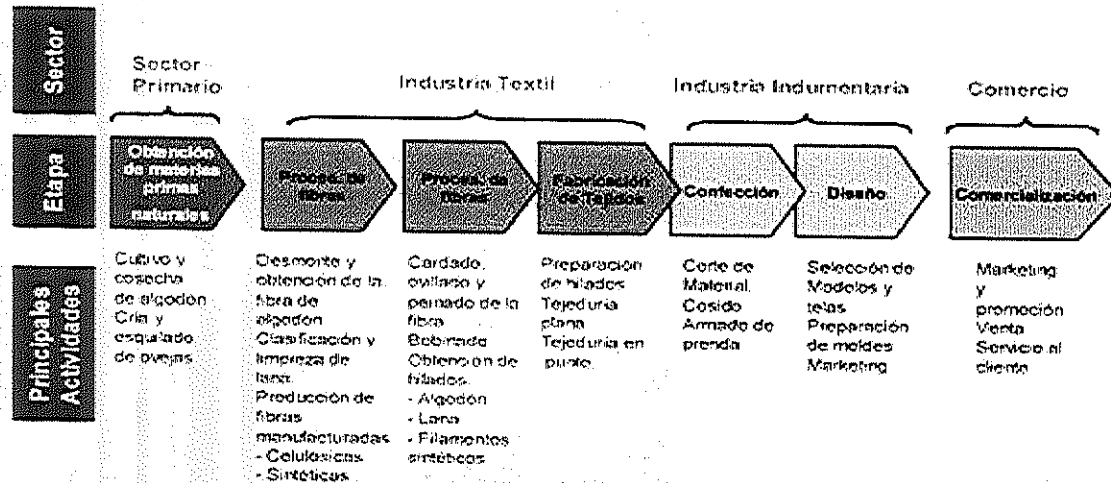 Sector
Sector
Primario
Industria Textil
Industria Indumentaria
Comercio
Etapa
Obtención
de materias
primas
naturales
Proces. de
fibras
Proces. de
fibras
Fabricación
de Tejidos
Confección
Diseño
Comercialización
Principales
Actividades
Cultivo y
cosecha
de algodón
Cría y
esquilado
de ovejas
Desmonte y
obtención de la
fibra de
algodón
Clasificación y
limpieza de
lana.
Producción de
fibras
manufacturadas
- Celulósicas
- Sintéticas
Cardado,
ovillado y
peinado de la
fibra
Bobinado
Obtención de
hilados.
- Algodón
- Lana
- Filamentos
sintéticos
Preparación
de hilados
Tejeduría
plana
Tejeduría en
punto
Corte de
Material.
Cosido
Armado de
prenda
Selección de
Modelos y
telas
Preparación
de moldes
Marketing
Marketing
y
promoción
Venta
Servicio al
cliente